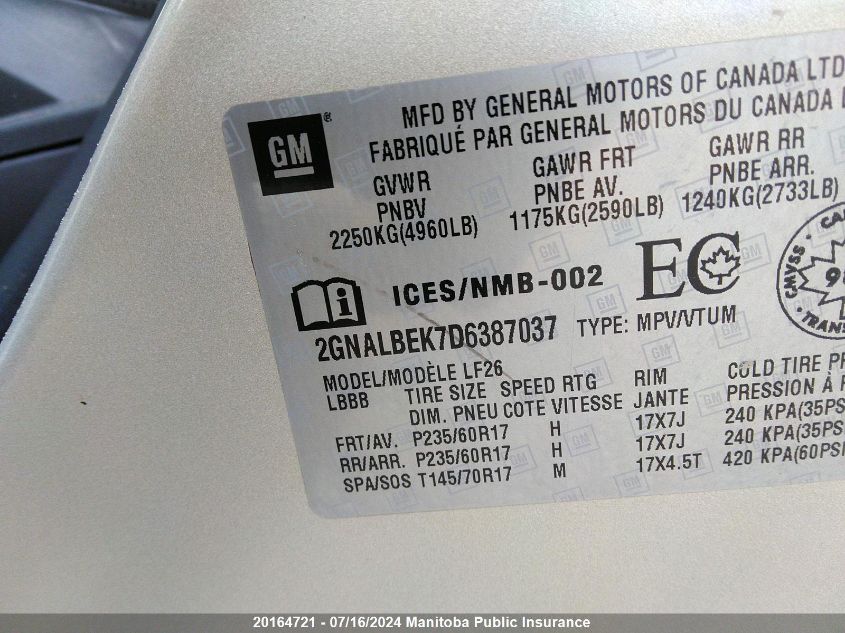 MFD BY GENERAL MOTORS OF CANADA LTD
FABRIQUÉ PAR GENERAL MOTORS DU CANADA
GM®
GVWR GAWR FRT GAWR RR
PNBV PNBE AV. PNBE ARR.
2250KG(4960LB) 1175KG(2590LB) 1240KG(2733LB)
i ICES/NMB-002 EC
CMVSS
TRANS
2GNALBEK7D6387037 TYPE: MPV/VTUM
MODEL/MODÈLE LF26
LBBB TIRE SIZE SPEED RTG RIM COLD TIRE
DIM. PNEU COTE VITESSE JANTE PRESSION À
FRT/AV. P235/60R17 H 17X7J 240 KPA(35PS
RR/ARR. P235/60R17 H 17X7J 240 KPA(35PS
SPA/SOS T145/70R17 M 17X4.5T 420 KPA(60PSI
20164721 - 07/16/2024 Manitoba Public Insurance